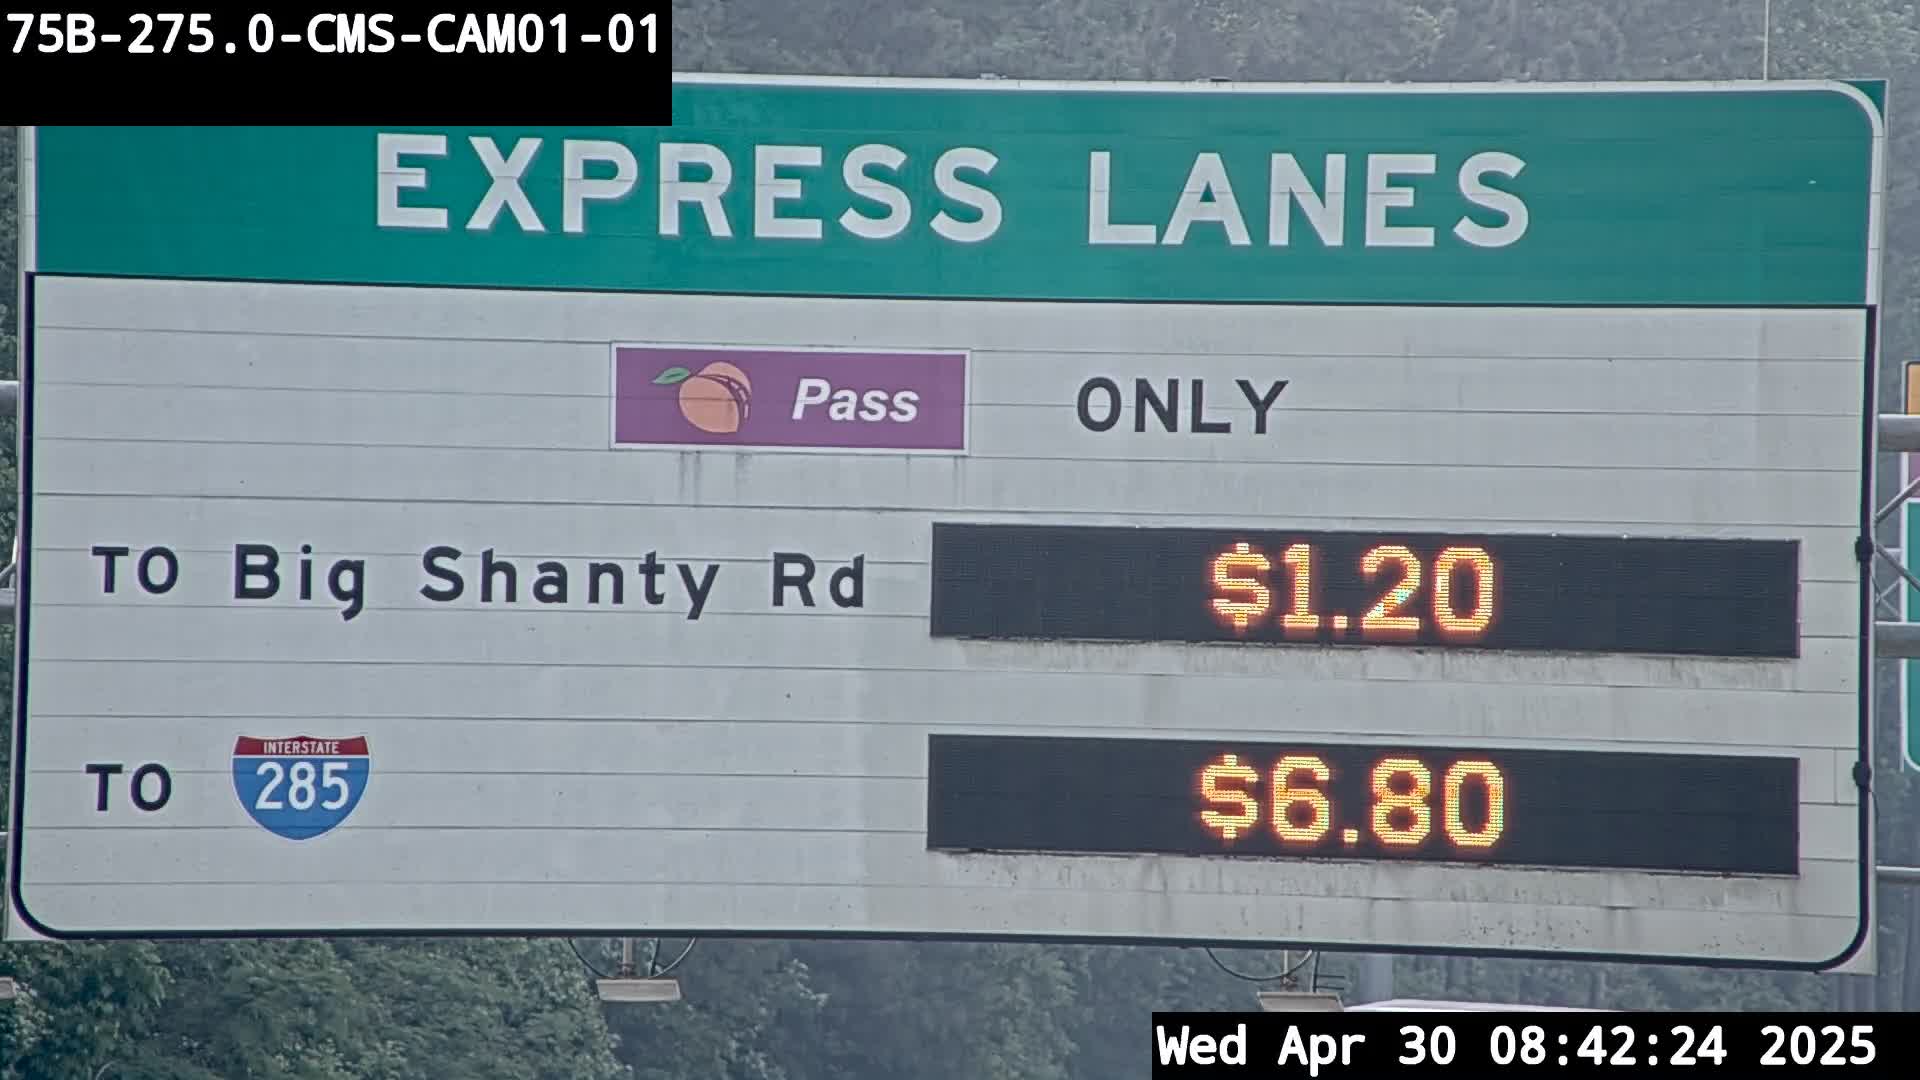 75B-275.0-CMS-CAM01-01
EXPRESS LANES
Pass ONLY
TO Big Shanty Rd $1.20
INTERSTATE
TO 285 $6.80
Wed Apr 30 08:42:24 2025